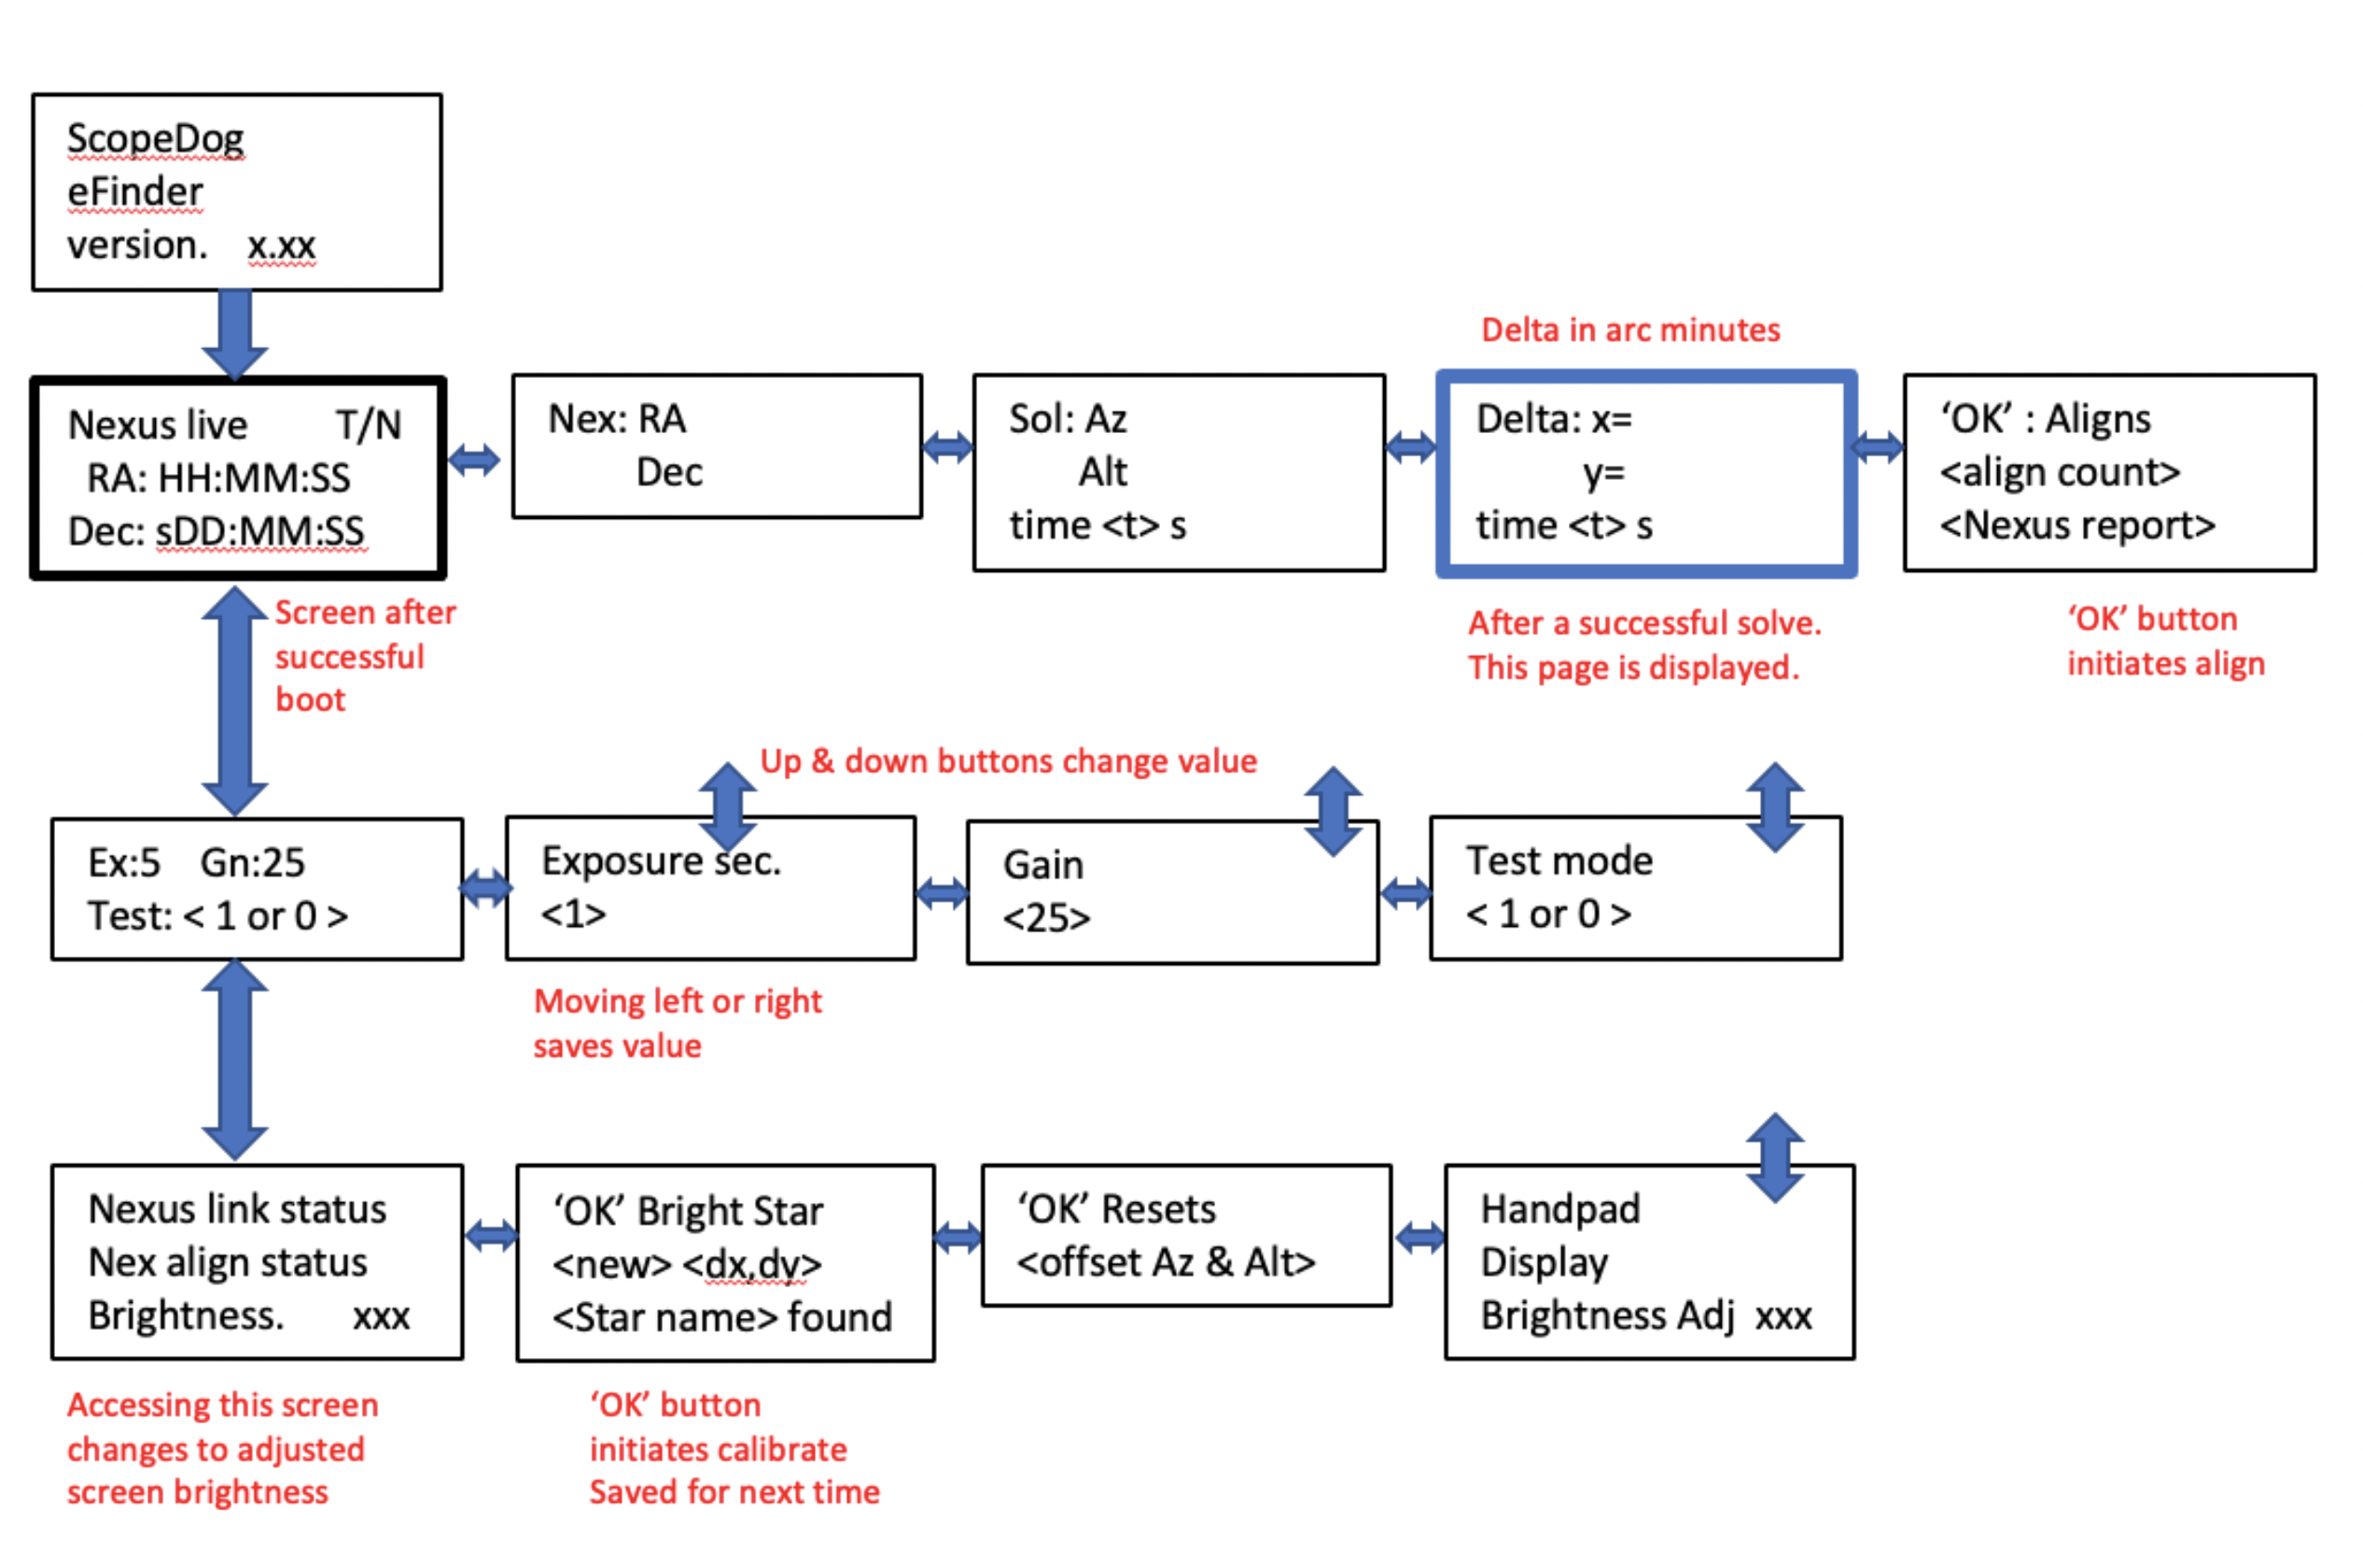 ScopeDog
eFinder
version. x.xx
Delta in arc minutes
Nexus live T/N
RA: HH:MM:SS
Dec: sDD:MM:SS
Nex: RA
Dec
Sol: Az
Alt
time <t> s
Delta: x=
y=
time <t> s
‘OK’ : Aligns
<align count>
<Nexus report>
Screen after
successful
boot
After a successful solve.
This page is displayed.
‘OK’ button
initiates align
Up & down buttons change value
Ex:5 Gn:25
Test: < 1 or 0 >
Exposure sec.
<1>
Gain
<25>
Test mode
< 1 or 0 >
Moving left or right
saves value
Nexus link status
Nex align status
Brightness. xxx
‘OK’ Bright Star
<new> <dx,dy>
<Star name> found
‘OK’ Resets
<offset Az & Alt>
Handpad
Display
Brightness Adj xxx
Accessing this screen
changes to adjusted
screen brightness
‘OK’ button
initiates calibrate
Saved for next time